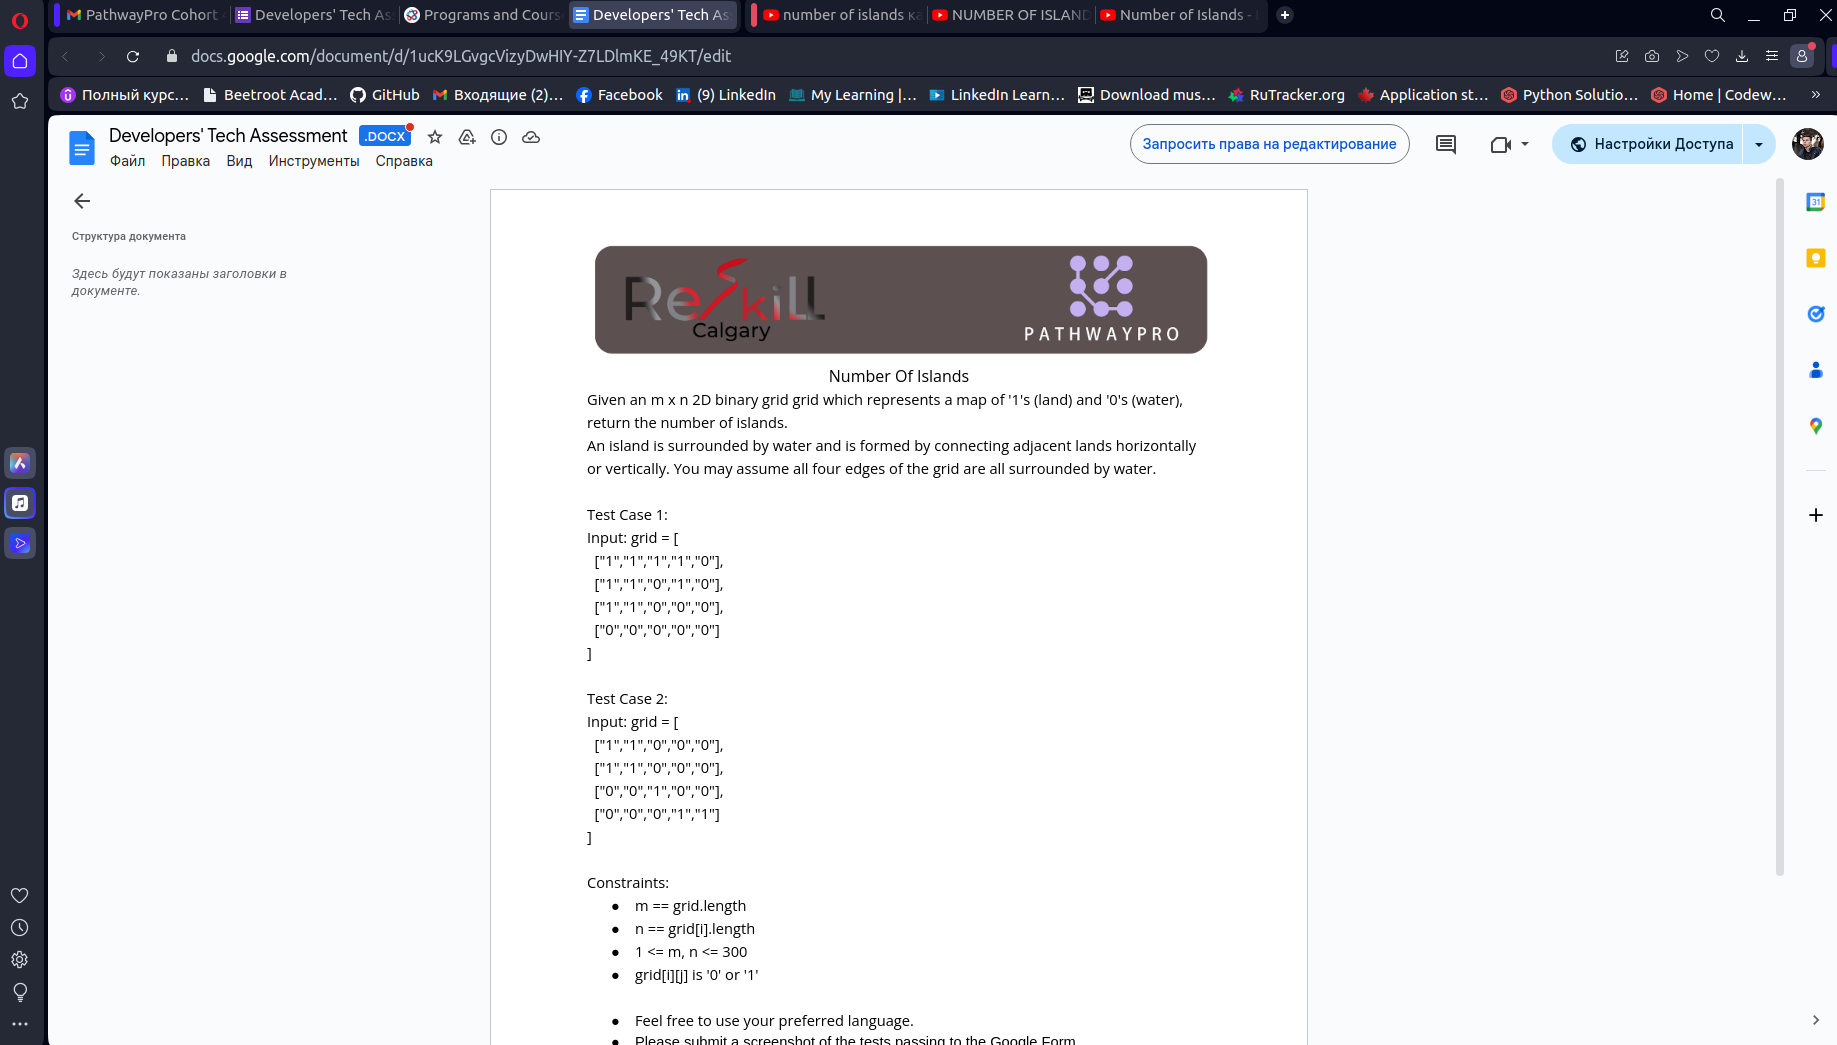 PathwayPro Cohort
Developers' Tech As
Programs and Cours
Developers' Tech As
number of islands ка
NUMBER OF ISLAND
Number of Islands -
docs.google.com/document/d/1ucK9LGvgcVizyDwHIY-Z7LDlmKE_49KT/edit
Полный курс...
Beetroot Acad...
GitHub
Входящие (2)...
Facebook
(9) LinkedIn
My Learning |...
LinkedIn Learn...
Download mus...
RuTracker.org
Application st...
Python Solutio...
Home | Codew...
»
Developers' Tech Assessment .DOCX
Файл Правка Вид Инструменты Справка
Запросить права на редактирование
Настройки Доступа
31
Структура документа
Здесь будут показаны заголовки в
документе.
ReSkiLL
Calgary
PATHWAYPRO
Number Of Islands
Given an m x n 2D binary grid grid which represents a map of '1's (land) and '0's (water),
return the number of islands.
An island is surrounded by water and is formed by connecting adjacent lands horizontally
or vertically. You may assume all four edges of the grid are all surrounded by water.
Test Case 1:
Input: grid = [
["1","1","1","1","0"],
["1","1","0","1","0"],
["1","1","0","0","0"],
["0","0","0","0","0"]
]
Test Case 2:
Input: grid = [
["1","1","0","0","0"],
["1","1","0","0","0"],
["0","0","1","0","0"],
["0","0","0","1","1"]
]
Constraints:
● m == grid.length
● n == grid[i].length
● 1 <= m, n <= 300
● grid[i][j] is '0' or '1'
● Feel free to use your preferred language.
● Please submit a screenshot of the tests passing to the Google Form